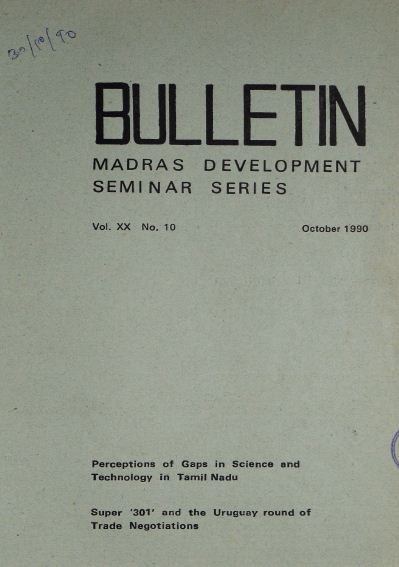 30/10/90
BULLETIN
MADRAS DEVELOPMENT
SEMINAR SERIES
Vol. XX No. 10
October 1990
Perceptions of Gaps in Science and
Technology in Tamil Nadu
Super '301' and the Uruguay round of
Trade Negotiations